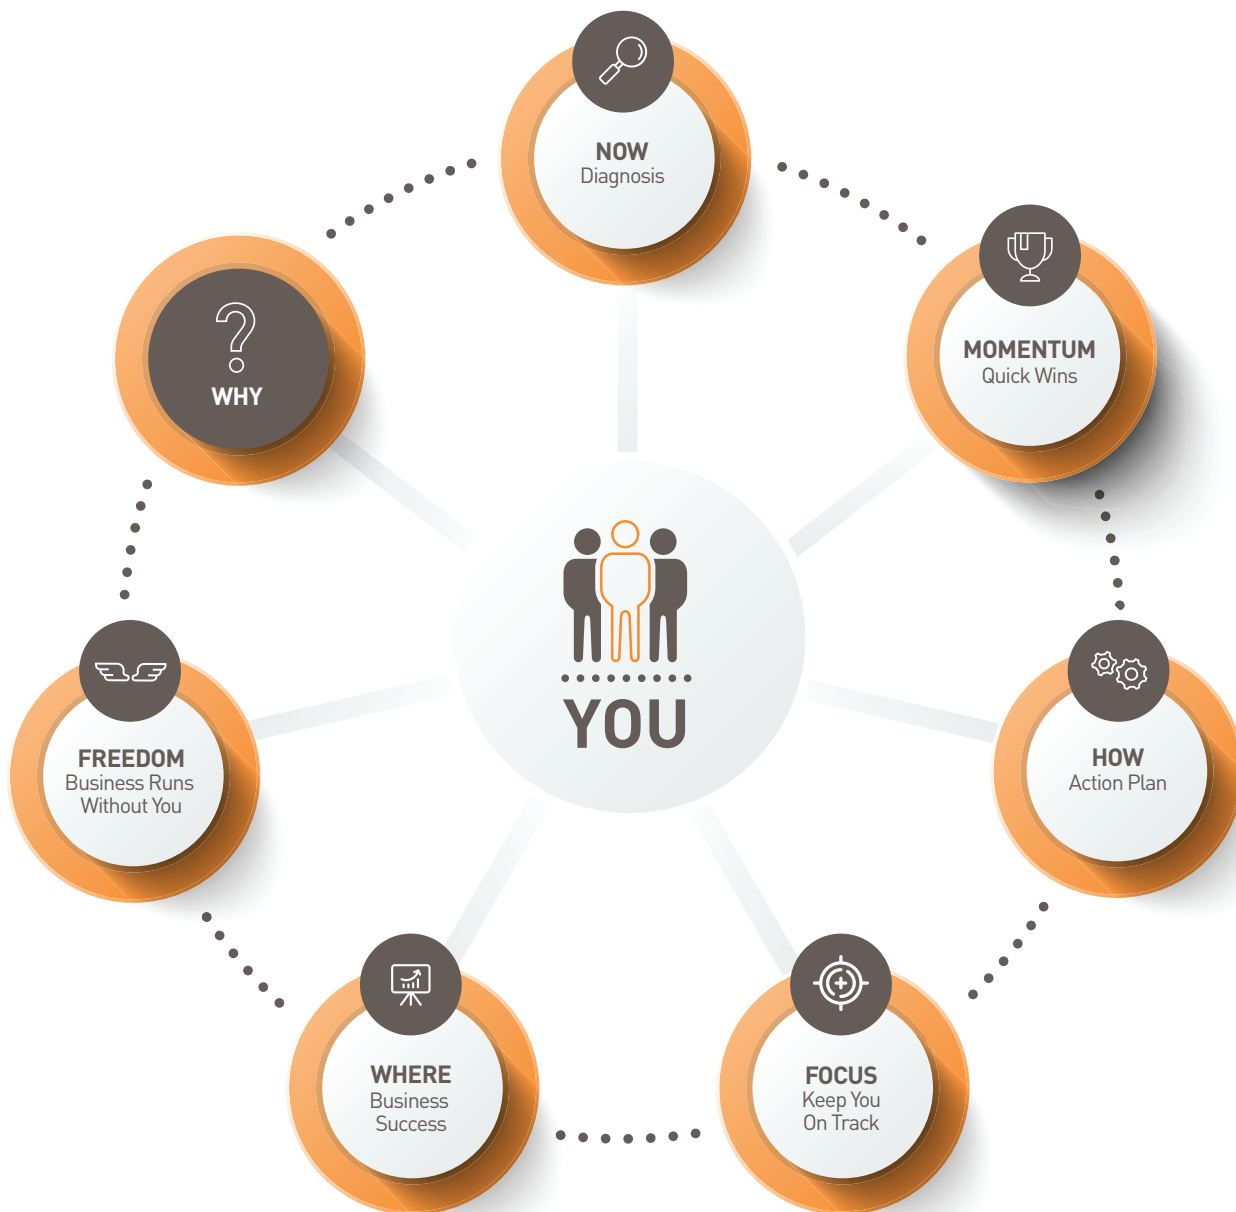 NOW
Diagnosis
MOMENTUM
Quick Wins
WHY
YOU
FREEDOM
Business Runs
Without You
HOW
Action Plan
WHERE
Business
Success
FOCUS
Keep You
On Track